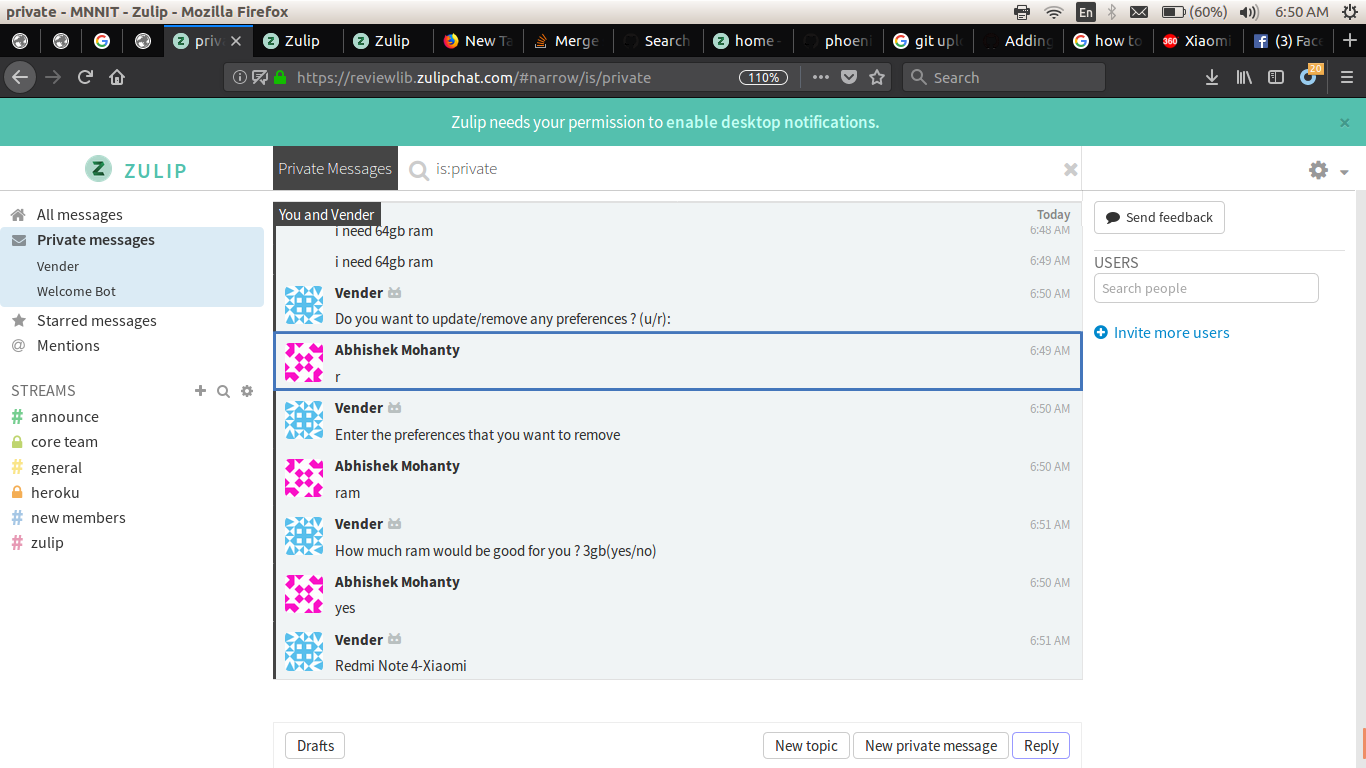 private - MNNIT - Zulip - Mozilla Firefox
En
(60%)
6:50 AM
priv
Zulip
Zulip
New Ta
Merge
Search
home -
phoeni
git uplo
Adding
how to
360
Xiaomi
(3) Face
https://reviewlib.zulipchat.com/#narrow/is/private
110%
Search
20
Zulip needs your permission to enable desktop notifications.
×
Z ZULIP
Private Messages
is:private
All messages
Private messages
Vender
Welcome Bot
Starred messages
@ Mentions
STREAMS
# announce
core team
# general
heroku
# new members
# zulip
You and Vender
Today
i need 64gb ram
6:48 AM
i need 64gb ram
6:49 AM
Vender
6:50 AM
Do you want to update/remove any preferences ? (u/r):
Abhishek Mohanty
6:49 AM
r
Vender
6:50 AM
Enter the preferences that you want to remove
Abhishek Mohanty
6:50 AM
ram
Vender
6:51 AM
How much ram would be good for you ? 3gb(yes/no)
Abhishek Mohanty
6:50 AM
yes
Vender
6:51 AM
Redmi Note 4-Xiaomi
Drafts
New topic
New private message
Reply
Send feedback
USERS
Search people
Invite more users